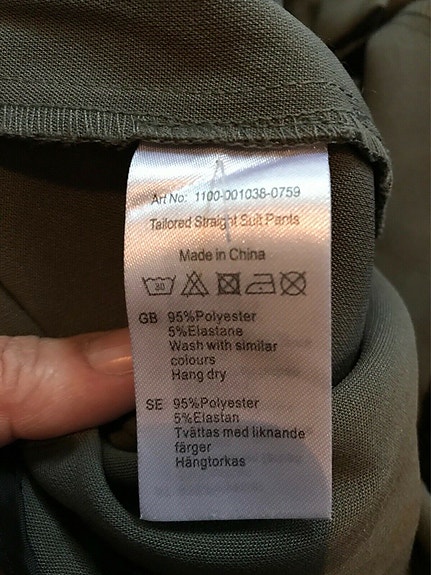 Art No: 1100-001038-0759
Tailored Straight Suit Pants
Made in China
30
GB 95%Polyester
5%Elastane
Wash with similar
colours
Hang dry
SE 95%Polyester
5%Elastan
Tvättas med liknande
färger
Hängtorkas